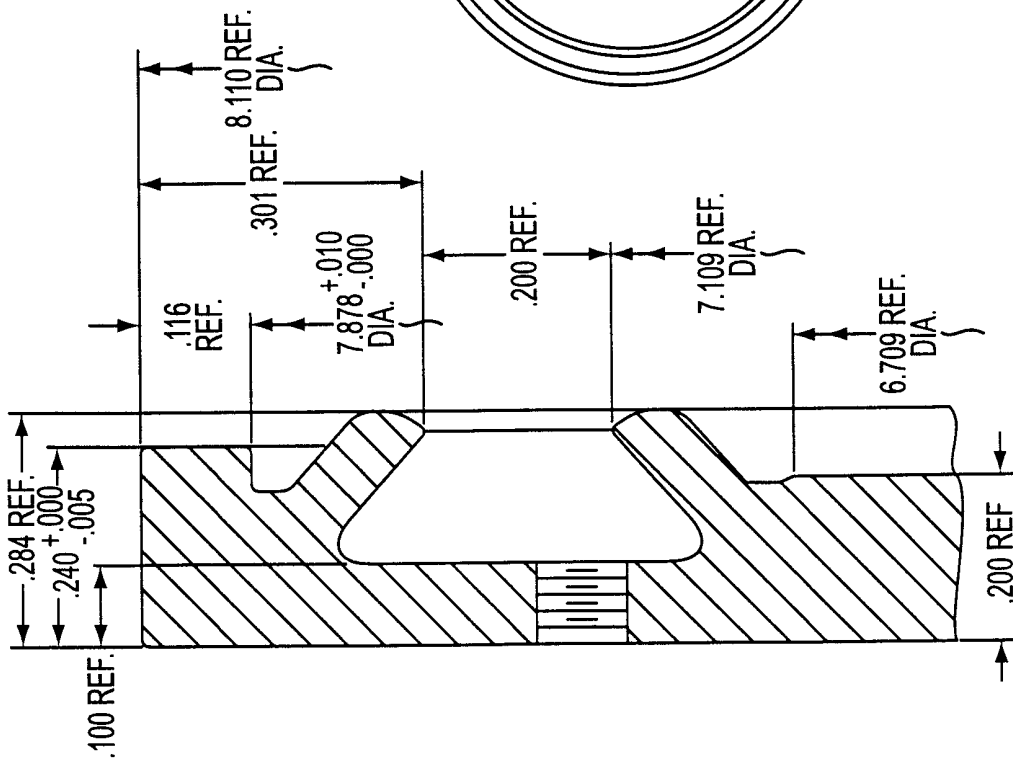 8.110 REF.
DIA.
.301 REF.
.116
REF.
7.878 +.010
-.000
DIA.
.200 REF.
7.109 REF.
DIA.
6.709 REF.
DIA.
.284 REF.
.240 +.000
-.005
.100 REF.
.200 REF